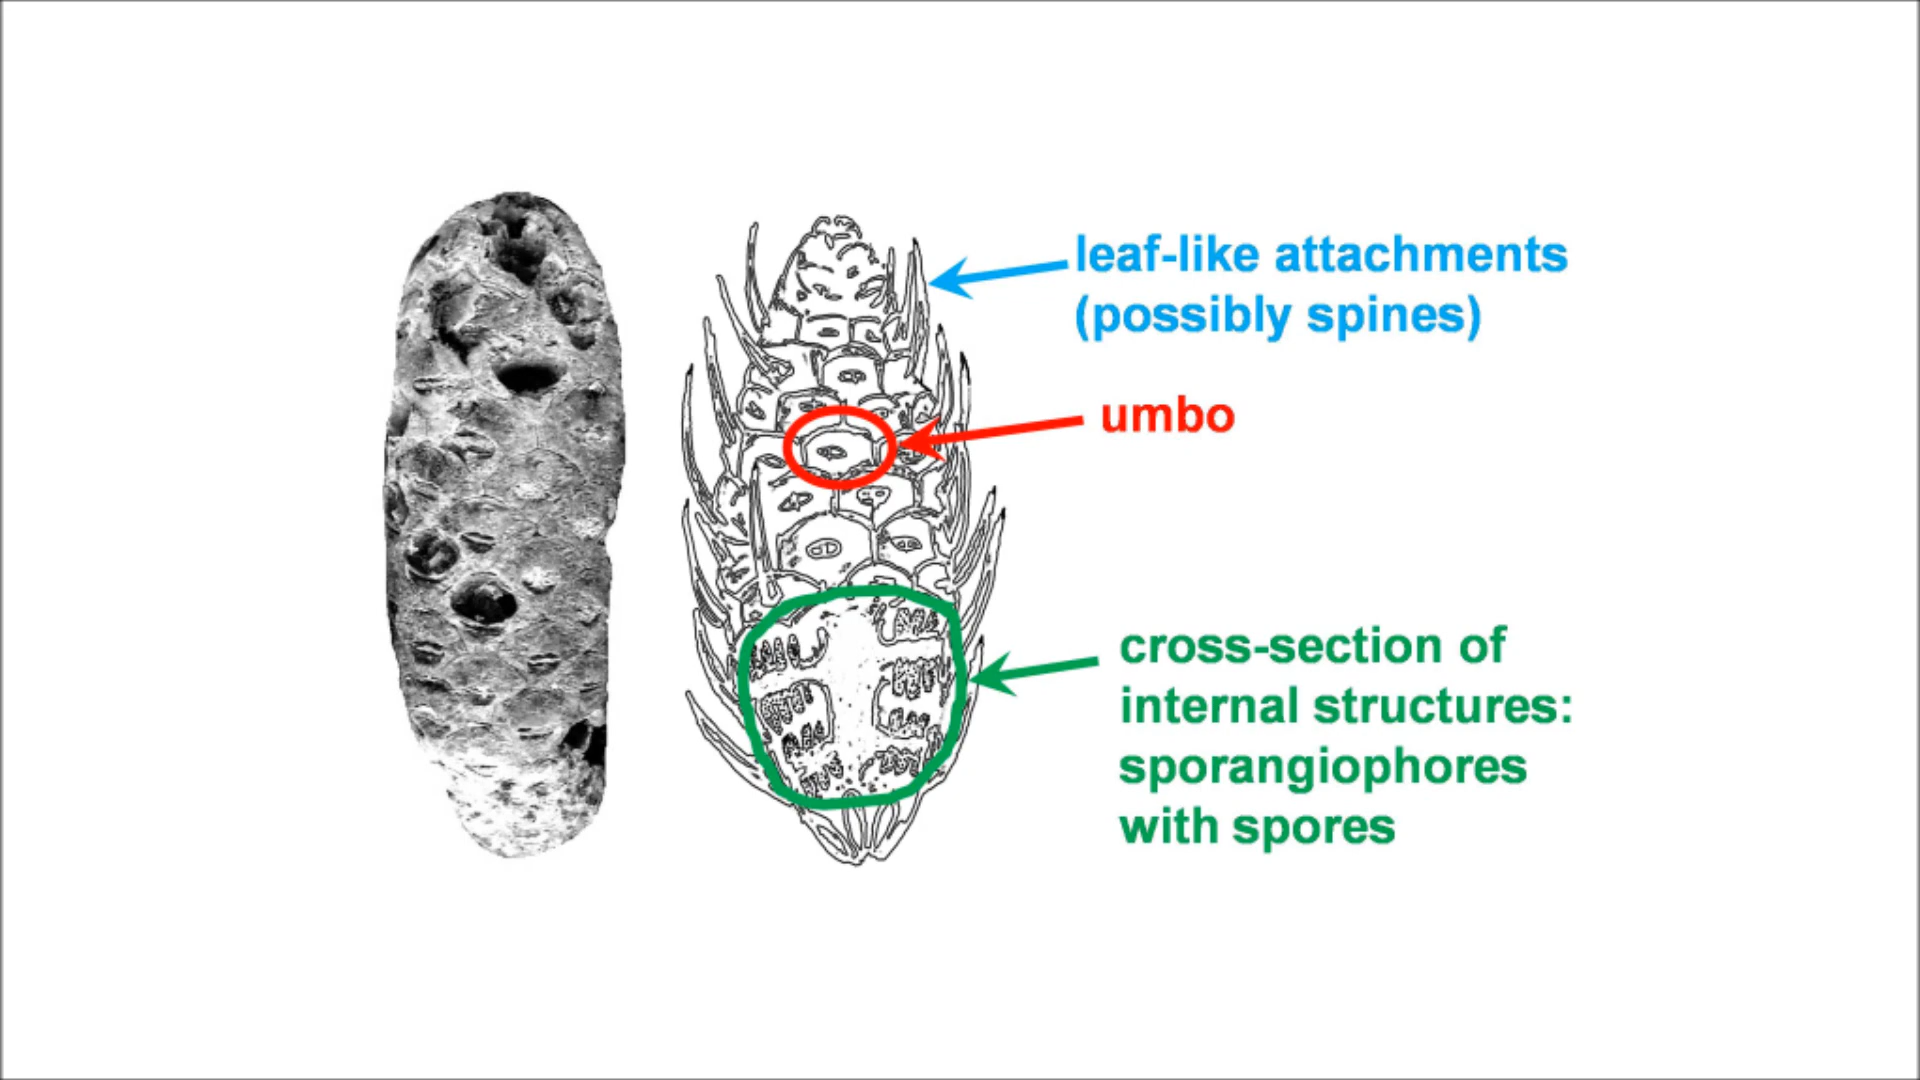 leaf-like attachments
(possibly spines)
umbo
cross-section of
internal structures:
sporangiophores
with spores